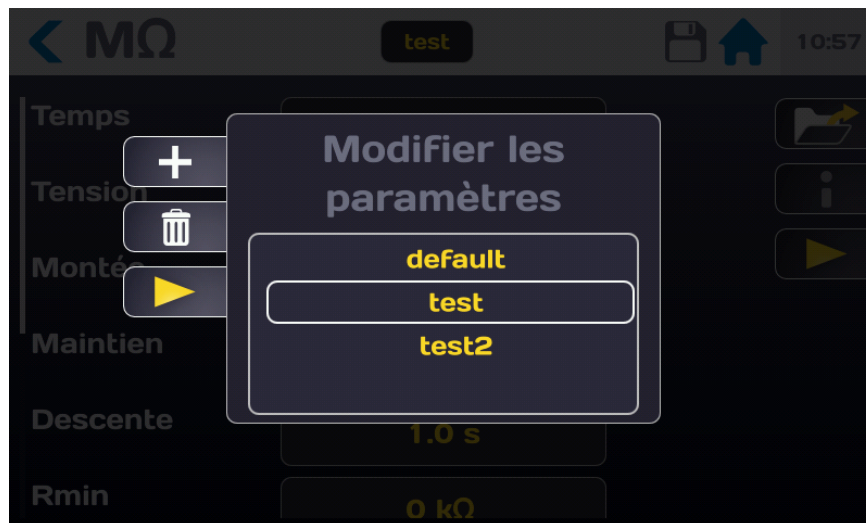 MΩ
test
10:57
Temps
Tension
Montée
Maintien
Descente
Rmin
Modifier les
paramètres
default
test
test2
1.0 s
0 kΩ